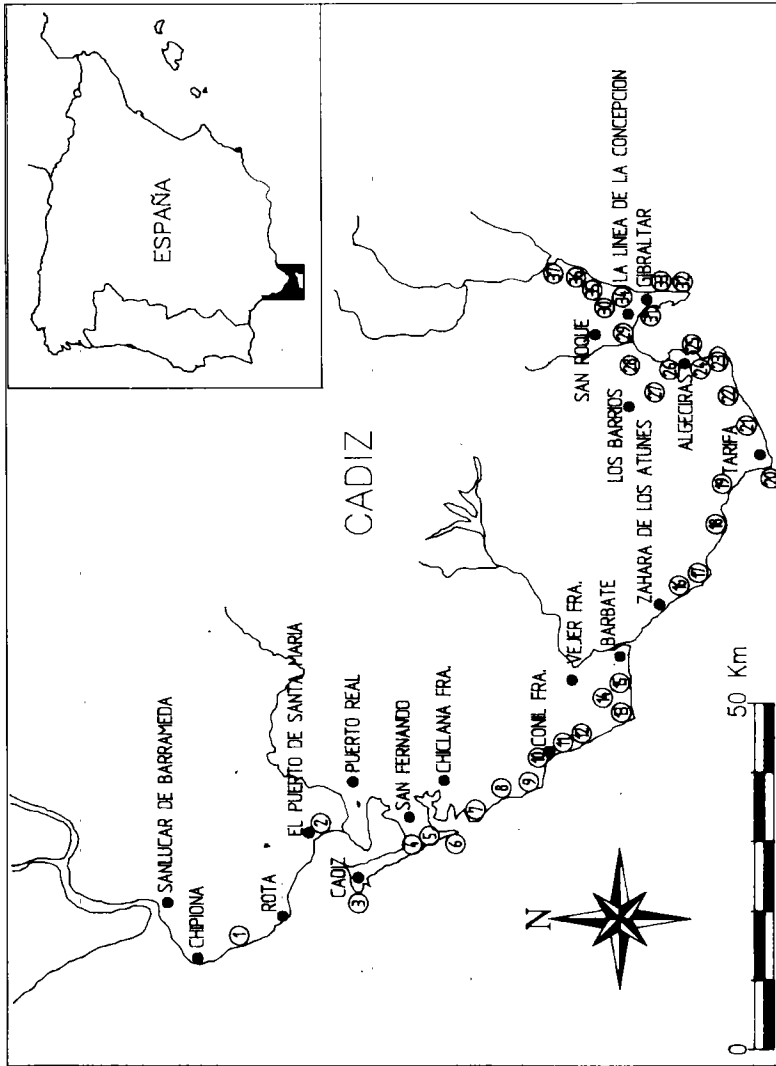 ESPAÑA
CADIZ
SANLUCAR DE BARRAMEDA
CHIPIONA
1
ROTA
EL PUERTO DE SANTA MARIA
2
PUERTO REAL
CADIZ
3
SAN FERNANDO
4
5
6
CHICLANA FRA.
7
8
9
10
CONIL FRA.
11
12
VEJER FRA.
13
14
15
BARBATE
ZAHARA DE LOS ATUNES
16
17
18
19
20
TARIFA
21
22
23
24
25
ALGECIRAS
26
27
LOS BARRIOS
28
29
SAN ROQUE
30
31
GIBRALTAR
32
33
34
LA LINEA DE LA CONCEPCION
35
36
37
N
0
50 Km